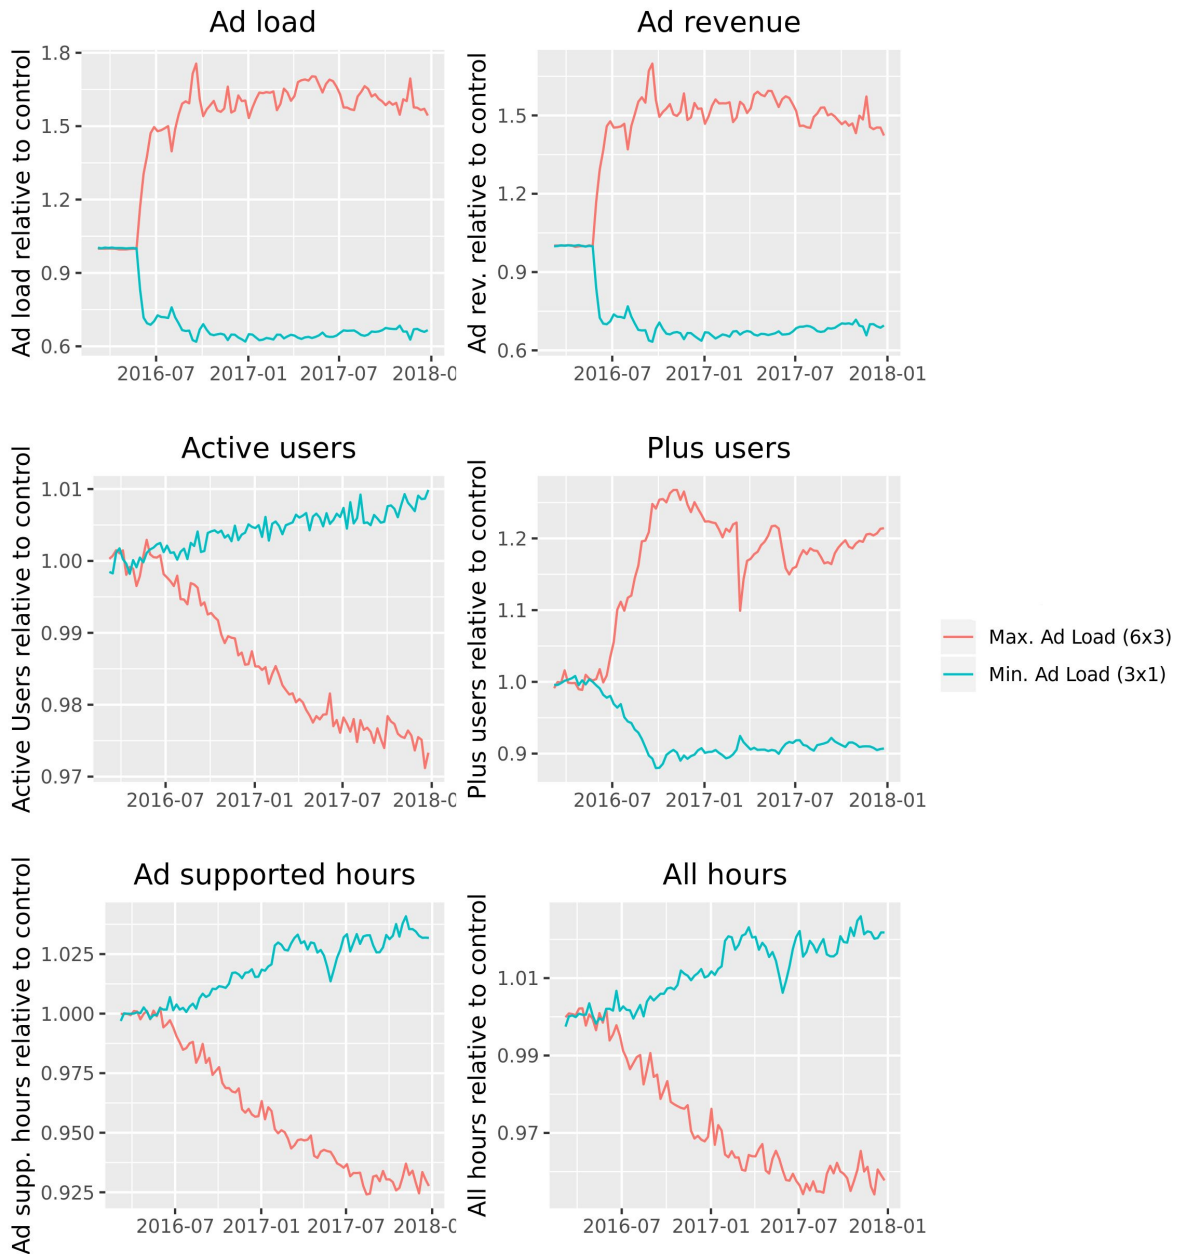 Ad load
Ad load relative to control
1.8
1.5
1.2
0.9
0.6
2016-07 2017-01 2017-07 2018-0
Ad revenue
Ad rev. relative to control
1.5
1.2
0.9
0.6
2016-07 2017-01 2017-07 2018-01
Active users
Active Users relative to control
1.01
1.00
0.99
0.98
0.97
2016-07 2017-01 2017-07 2018-0
Plus users
Plus users relative to control
1.2
1.1
1.0
0.9
2016-07 2017-01 2017-07 2018-01
Max. Ad Load (6x3)
Min. Ad Load (3x1)
Ad supported hours
Ad supp. hours relative to control
1.025
1.000
0.975
0.950
0.925
2016-07 2017-01 2017-07 2018-0
All hours
All hours relative to control
1.01
0.99
0.97
2016-07 2017-01 2017-07 2018-01